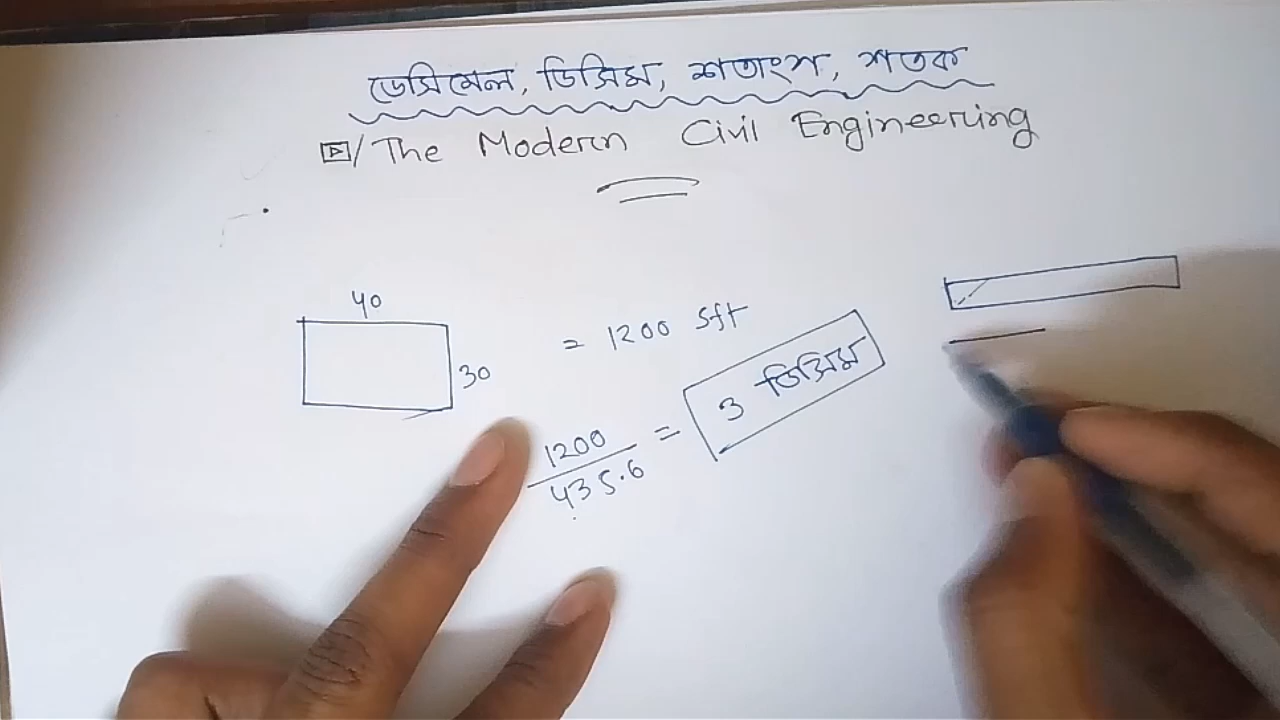 ডেসিমেল, ডিসিম, শতাংশ, শতক
/The Modern Civil Engineering
40
30
= 1200 Sft
1200
435.6
= 3 ডিসিম